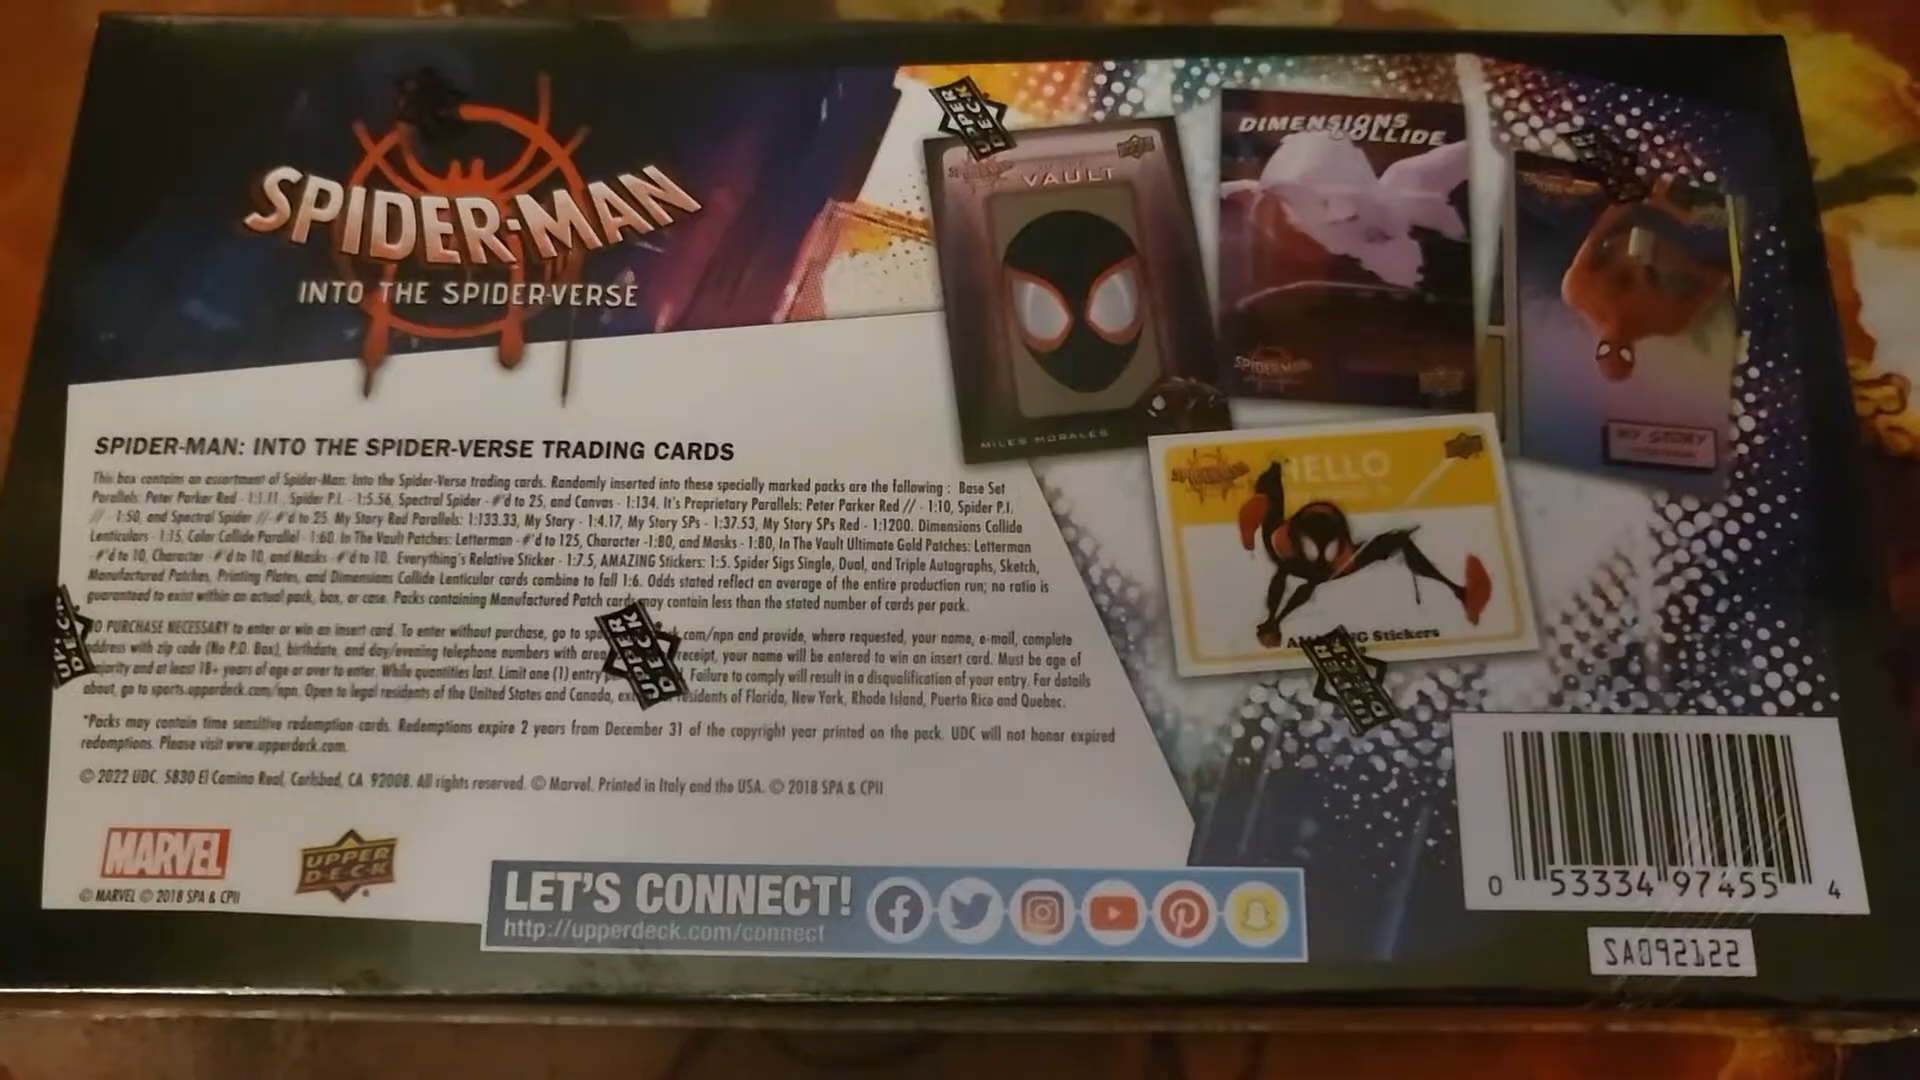 SPIDER-MAN
INTO THE SPIDER-VERSE
UPPER DECK
VAULT
MILES MORALES
DIMENSIONS
COLLIDE
SPIDER-MAN
MY STORY
HELLO
AMAZING Stickers
UPPER DECK
SPIDER-MAN: INTO THE SPIDER-VERSE TRADING CARDS
This box contains an assortment of Spider-Man: Into the Spider-Verse trading cards. Randomly inserted into these specially marked packs are the following : Base Set
Parallels: Peter Parker Red - 1:1.11, Spider P.I. - 1:5.56, Spectral Spider - #'d to 25, and Canvas - 1:134. It's Proprietary Parallels: Peter Parker Red // - 1:10, Spider P.I.
// - 1:50, and Spectral Spider // - #'d to 25. My Story Red Parallels: 1:133.33, My Story - 1:4.17, My Story SPs - 1:37.53, My Story SPs Red - 1:1200. Dimensions Collide
Lenticulars - 1:15, Color Collide Parallel - 1:60. In The Vault Patches: Letterman - #'d to 125, Character -1:80, and Masks - 1:80, In The Vault Ultimate Gold Patches: Letterman
- #'d to 10, Character - #'d to 10, and Masks - #'d to 10. Everything's Relative Sticker - 1:7.5, AMAZING Stickers: 1:5. Spider Sigs Single, Dual, and Triple Autographs, Sketch,
Manufactured Patches, Printing Plates, and Dimensions Collide Lenticular cards combine to fall 1:6. Odds stated reflect an average of the entire production run; no ratio is
guaranteed to exist within an actual pack, box, or case. Packs containing Manufactured Patch cards may contain less than the stated number of cards per pack.
UPPER DECK
NO PURCHASE NECESSARY to enter or win an insert card. To enter without purchase, go to .com/npn and provide, where requested, your name, e-mail, complete
address with zip code (No P.O. Box), birthdate, and day/evening telephone numbers with area receipt, your name will be entered to win an insert card. Must be age of
majority and at least 18+ years of age or over to enter. While quantities last. Limit one (1) entry Failure to comply will result in a disqualification of your entry. For details
about, go to sports.upperdeck.com/npn. Open to legal residents of the United States and Canada, residents of Florida, New York, Rhode Island, Puerto Rico and Quebec.
UPPER DECK
UPPER DECK
*Packs may contain time sensitive redemption cards. Redemptions expire 2 years from December 31 of the copyright year printed on the pack. UDC will not honor expired
redemptions. Please visit www.upperdeck.com.
© 2022 UDC. 5830 El Camino Real, Carlsbad, CA 92008. All rights reserved. © Marvel. Printed in Italy and the USA. © 2018 SPA & CPII
MARVEL
© MARVEL © 2018 SPA & CPII
UPPER
D·E·C·K
LET'S CONNECT!
http://upperdeck.com/connect
0 53334 97455 4
SA092122